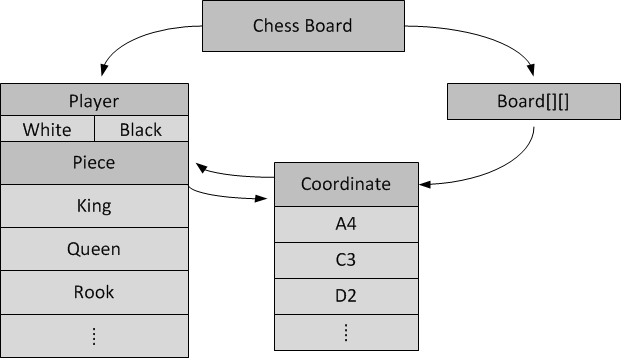 Chess Board
Player
White Black
Piece
King
Queen
Rook
⋮
Board[][]
Coordinate
A4
C3
D2
⋮